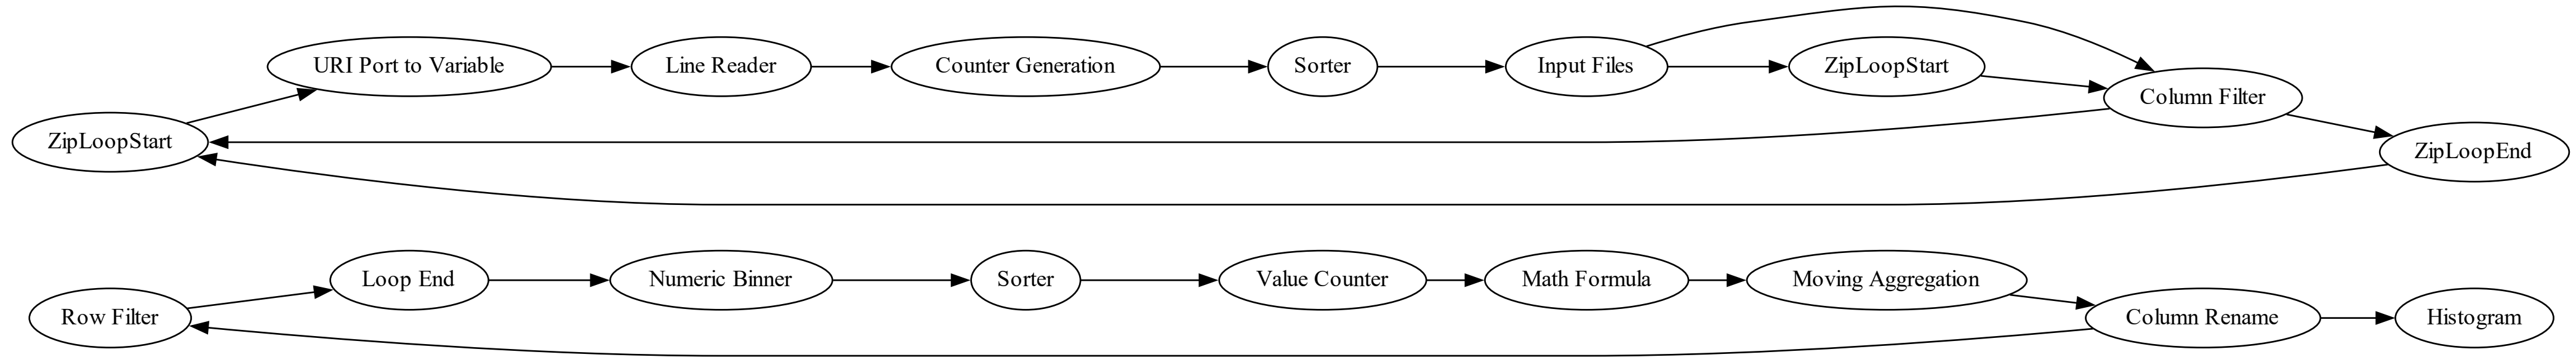 URI Port to Variable
Line Reader
Counter Generation
Sorter
Input Files
ZipLoopStart
Column Filter
ZipLoopStart
ZipLoopEnd
Loop End
Numeric Binner
Sorter
Value Counter
Math Formula
Moving Aggregation
Row Filter
Column Rename
Histogram